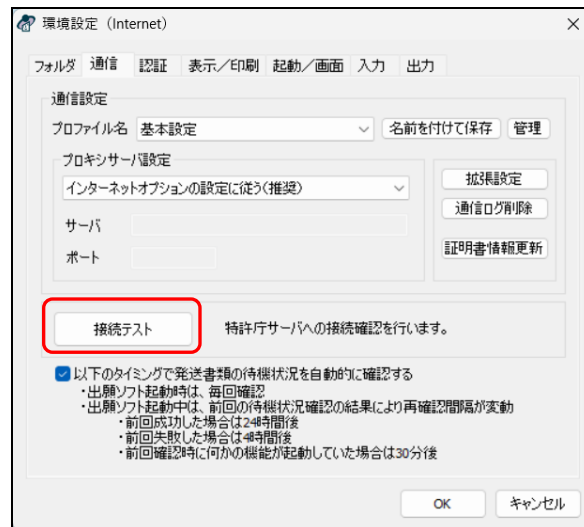 環境設定 (Internet)
フォルダ 通信 認証 表示／印刷 起動／画面 入力 出力
通信設定
プロファイル名 基本設定 名前を付けて保存 管理
プロキシサーバ設定
インターネットオプションの設定に従う(推奨)
サーバ
ポート
拡張設定
通信ログ削除
証明書情報更新
接続テスト 特許庁サーバへの接続確認を行います。
以下のタイミングで発送書類の待機状況を自動的に確認する
・出願ソフト起動時は、毎回確認
・出願ソフト起動中は、前回の待機状況確認の結果により再確認間隔が変動
・前回成功した場合は24時間後
・前回失敗した場合は4時間後
・前回確認時に何かの機能が起動していた場合は30分後
OK キャンセル